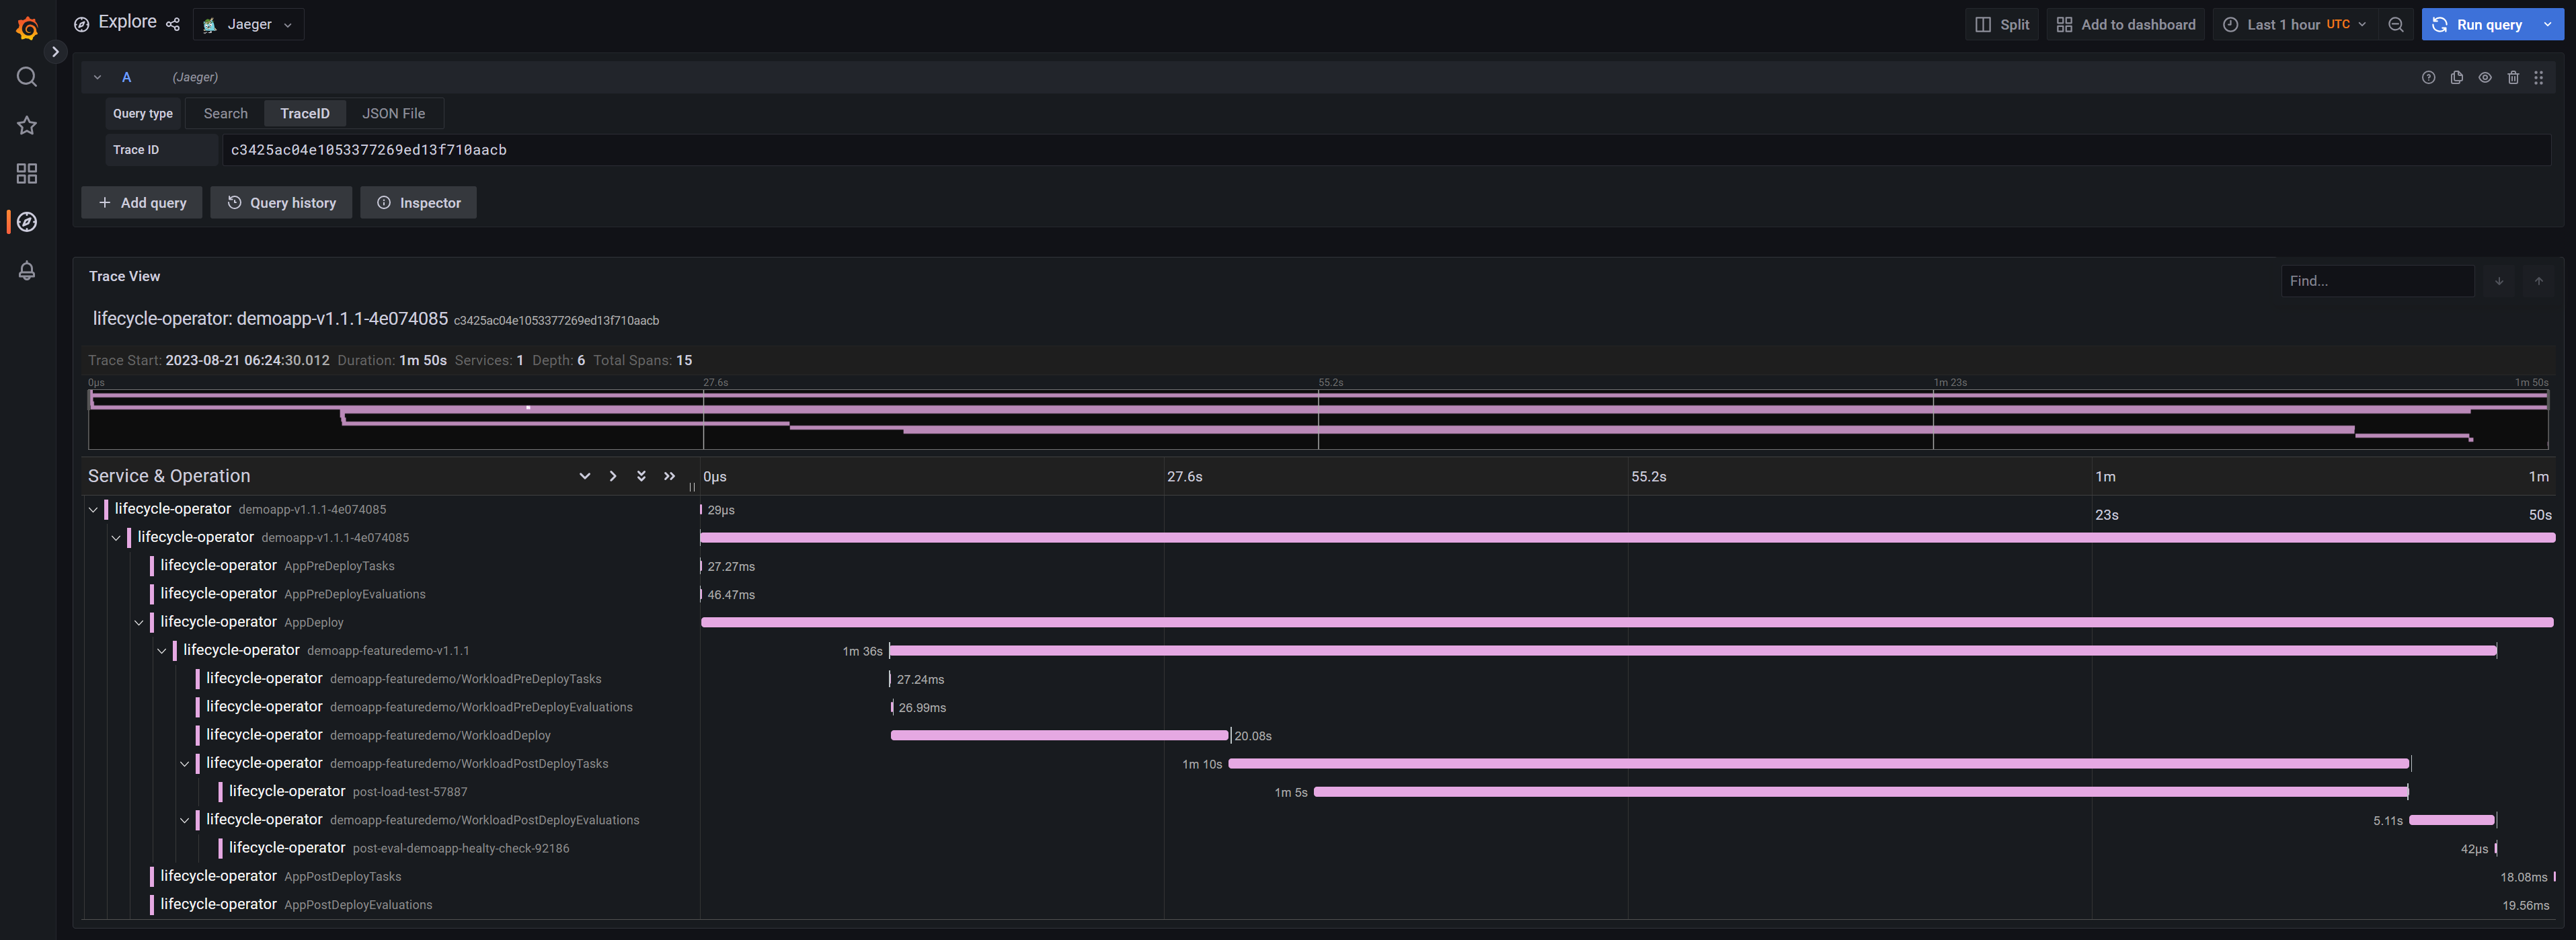 Explore Jaeger Split Add to dashboard Last 1 hour UTC Run query
A (Jaeger)
Query type Search TraceID JSON File
Trace ID c3425ac04e1053377269ed13f710aacb
Add query Query history Inspector
Trace View Find...
lifecycle-operator: demoapp-v1.1.1-4e074085 c3425ac04e1053377269ed13f710aacb
Trace Start: 2023-08-21 06:24:30.012 Duration: 1m 50s Services: 1 Depth: 6 Total Spans: 15
0μs 27.6s 55.2s 1m 23s 1m 50s
Service & Operation 0μs 27.6s 55.2s 1m 1m
23s 50s
lifecycle-operator demoapp-v1.1.1-4e074085 29μs
lifecycle-operator demoapp-v1.1.1-4e074085
lifecycle-operator AppPreDeployTasks 27.27ms
lifecycle-operator AppPreDeployEvaluations 46.47ms
lifecycle-operator AppDeploy
lifecycle-operator demoapp-featuredemo-v1.1.1 1m 36s
lifecycle-operator demoapp-featuredemo/WorkloadPreDeployTasks 27.24ms
lifecycle-operator demoapp-featuredemo/WorkloadPreDeployEvaluations 26.99ms
lifecycle-operator demoapp-featuredemo/WorkloadDeploy 20.08s
lifecycle-operator demoapp-featuredemo/WorkloadPostDeployTasks 1m 10s
lifecycle-operator post-load-test-57887 1m 5s
lifecycle-operator demoapp-featuredemo/WorkloadPostDeployEvaluations 5.11s
lifecycle-operator post-eval-demoapp-healty-check-92186 42μs
lifecycle-operator AppPostDeployTasks 18.08ms
lifecycle-operator AppPostDeployEvaluations 19.56ms